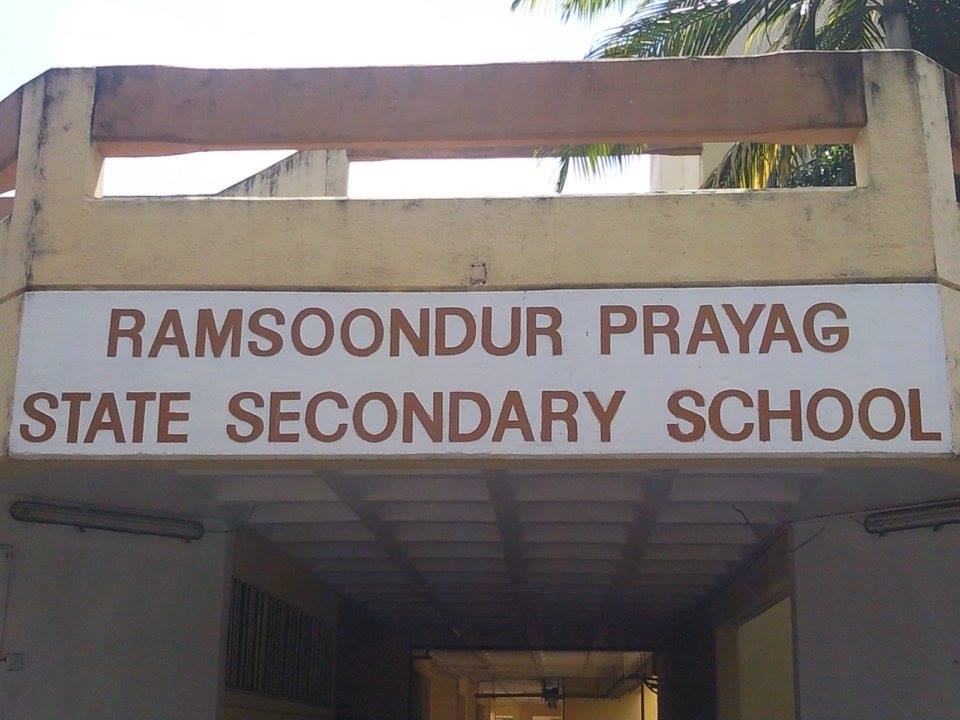 RAMSOONDUR PRAYAG
STATE SECONDARY SCHOOL